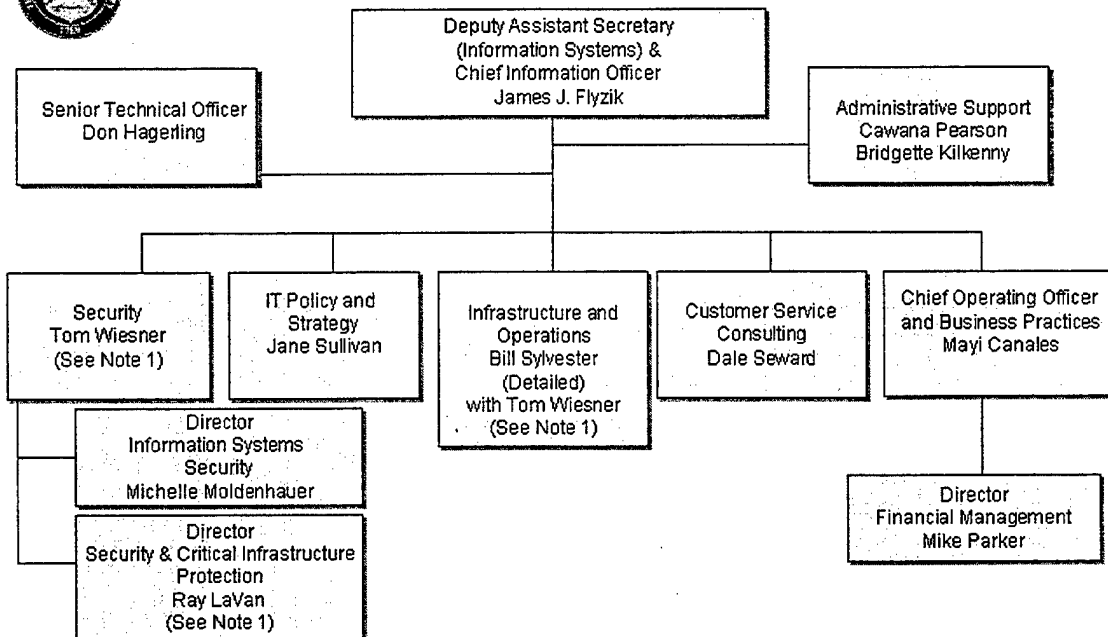 Deputy Assistant Secretary
(Information Systems) &
Chief Information Officer
James J. Flyzik
Senior Technical Officer
Don Hagerling
Administrative Support
Cawana Pearson
Bridgette Kilkenny
Security
Tom Wiesner
(See Note 1)
IT Policy and
Strategy
Jane Sullivan
Infrastructure and
Operations
Bill Sylvester
(Detailed)
with Tom Wiesner
(See Note 1)
Customer Service
Consulting
Dale Seward
Chief Operating Officer
and Business Practices
Mayi Canales
Director
Information Systems
Security
Michelle Moldenhauer
Director
Security & Critical Infrastructure
Protection
Ray LaVan
(See Note 1)
Director
Financial Management
Mike Parker